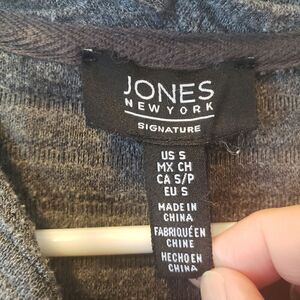 JONES
NEW YORK
SIGNATURE
US S
MX CH
CA S/P
EU S
MADE IN
CHINA
FABRIQUÉ EN
CHINE
HECHO EN
CHINA